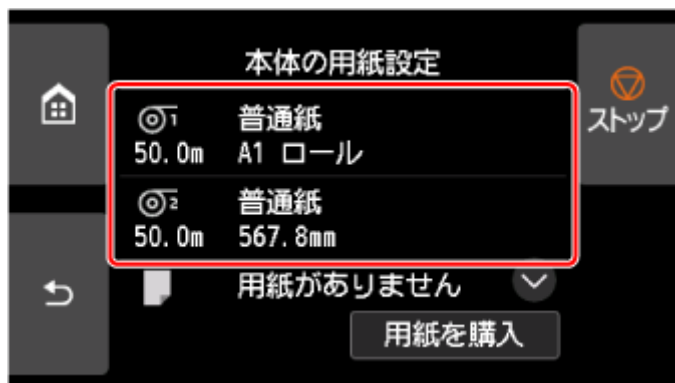 本体の用紙設定
ストップ
1 普通紙
50.0m A1 ロール
2 普通紙
50.0m 567.8mm
用紙がありません
用紙を購入